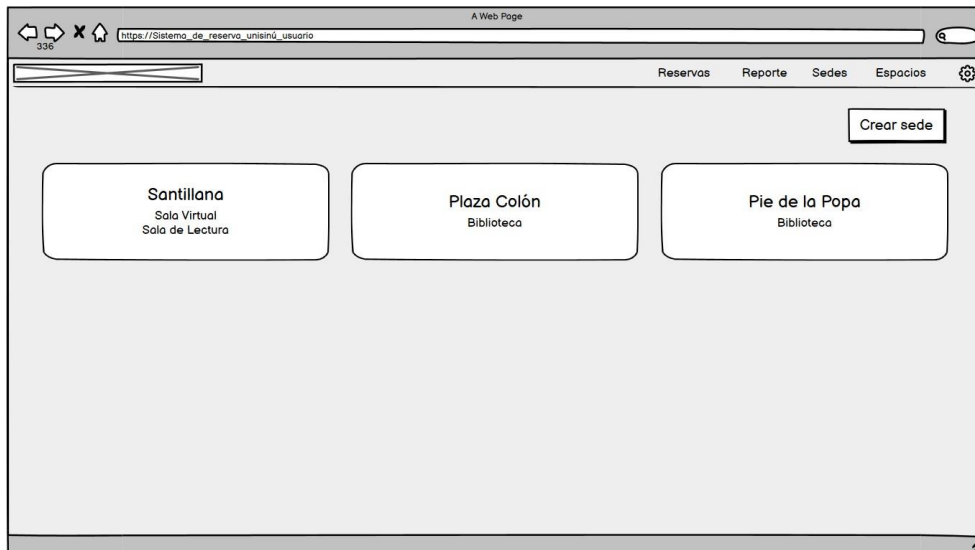 A Web Page
336
https://Sistema_de_reserva_unisinú_usuario
Reservas Reporte Sedes Espacios
Crear sede
Santillana
Sala Virtual
Sala de Lectura
Plaza Colón
Biblioteca
Pie de la Popa
Biblioteca